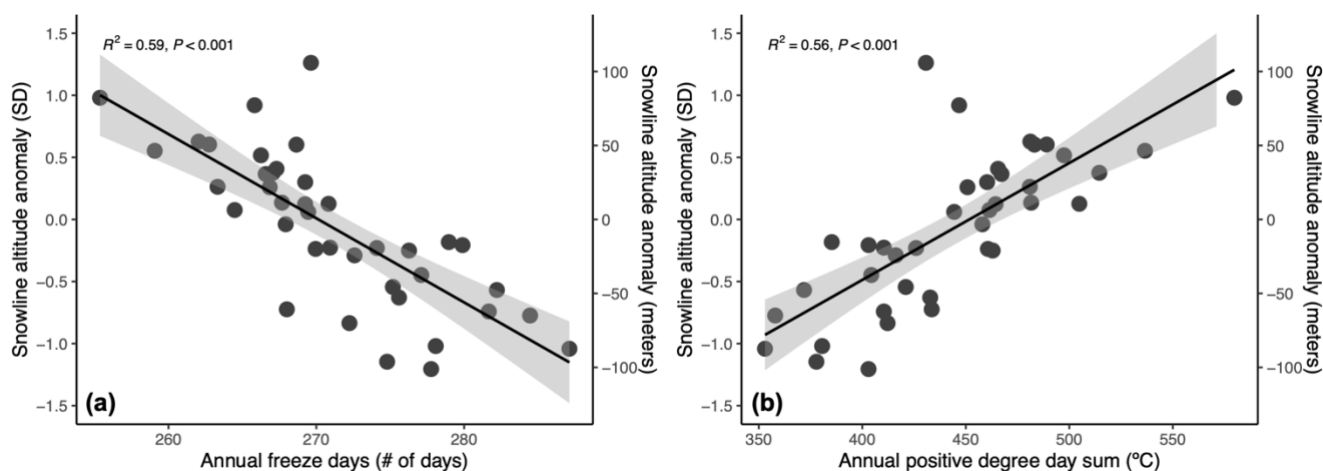 R² = 0.59, P < 0.001
Snowline altitude anomaly (SD)
1.5
1.0
0.5
0.0
−0.5
−1.0
−1.5
100
50
0
−50
−100
Snowline altitude anomaly (meters)
(a)
260 270 280
Annual freeze days (# of days)
R² = 0.56, P < 0.001
Snowline altitude anomaly (SD)
1.5
1.0
0.5
0.0
−0.5
−1.0
−1.5
100
50
0
−50
−100
Snowline altitude anomaly (meters)
(b)
350 400 450 500 550
Annual positive degree day sum (°C)